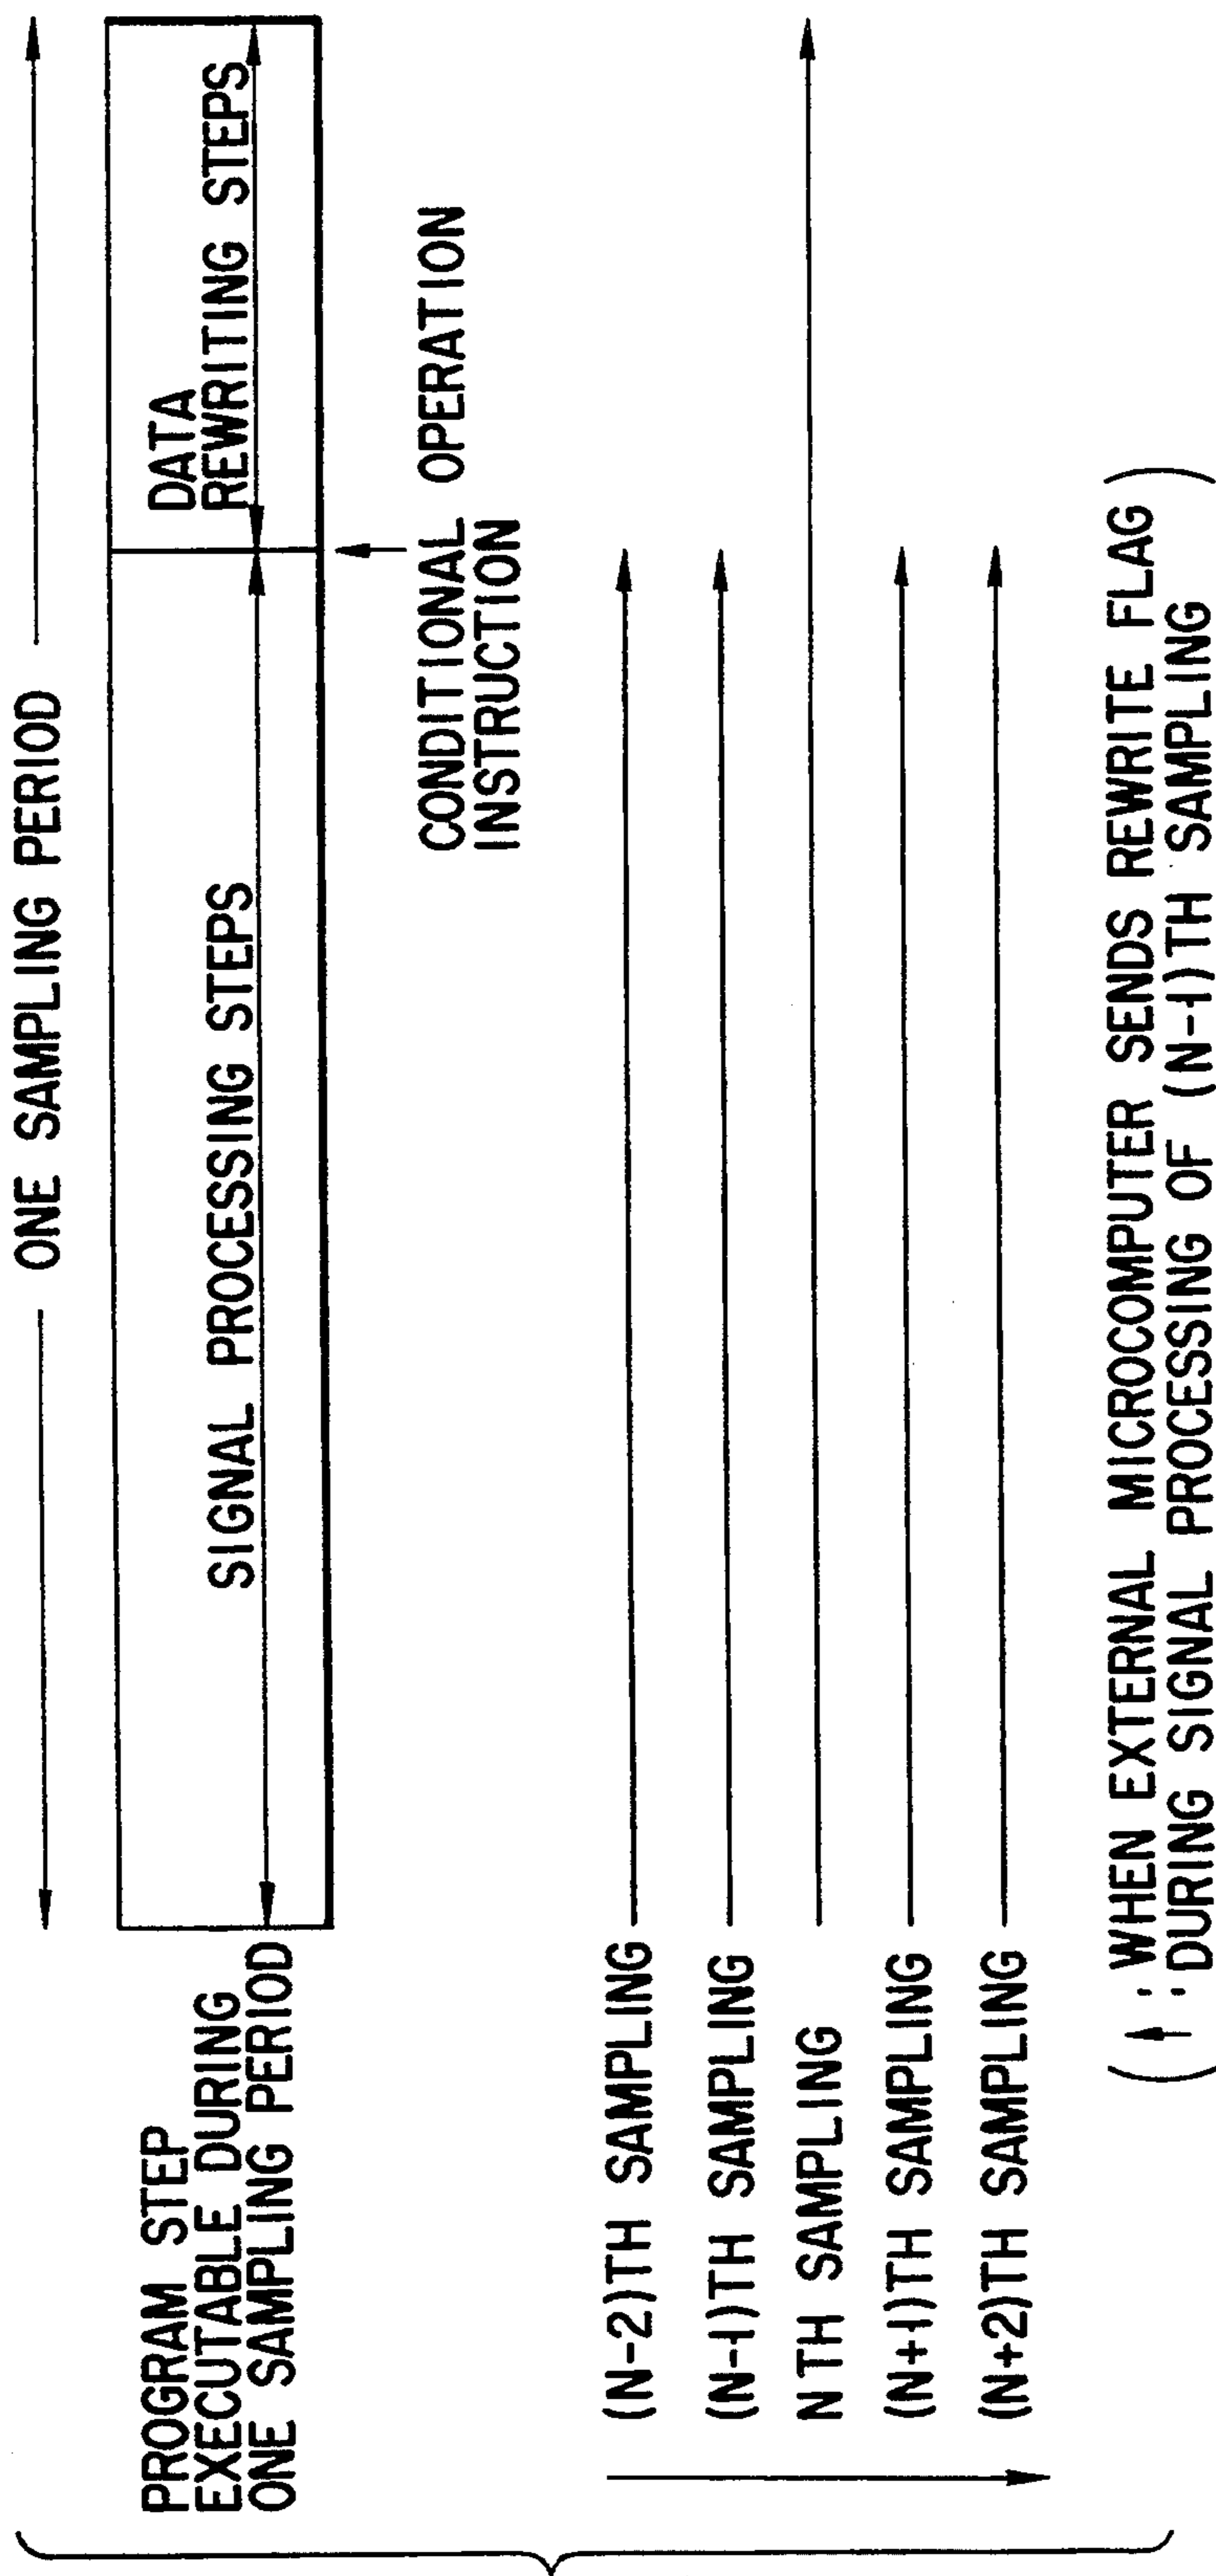 ONE SAMPLING PERIOD
PROGRAM STEP
EXECUTABLE DURING
ONE SAMPLING PERIOD
SIGNAL PROCESSING STEPS
DATA
REWRITING STEPS
CONDITIONAL OPERATION
INSTRUCTION
(N-2)TH SAMPLING
(N-1)TH SAMPLING
N TH SAMPLING
(N+1)TH SAMPLING
(N+2)TH SAMPLING
: WHEN EXTERNAL MICROCOMPUTER SENDS REWRITE FLAG
: DURING SIGNAL PROCESSING OF (N-1)TH SAMPLING